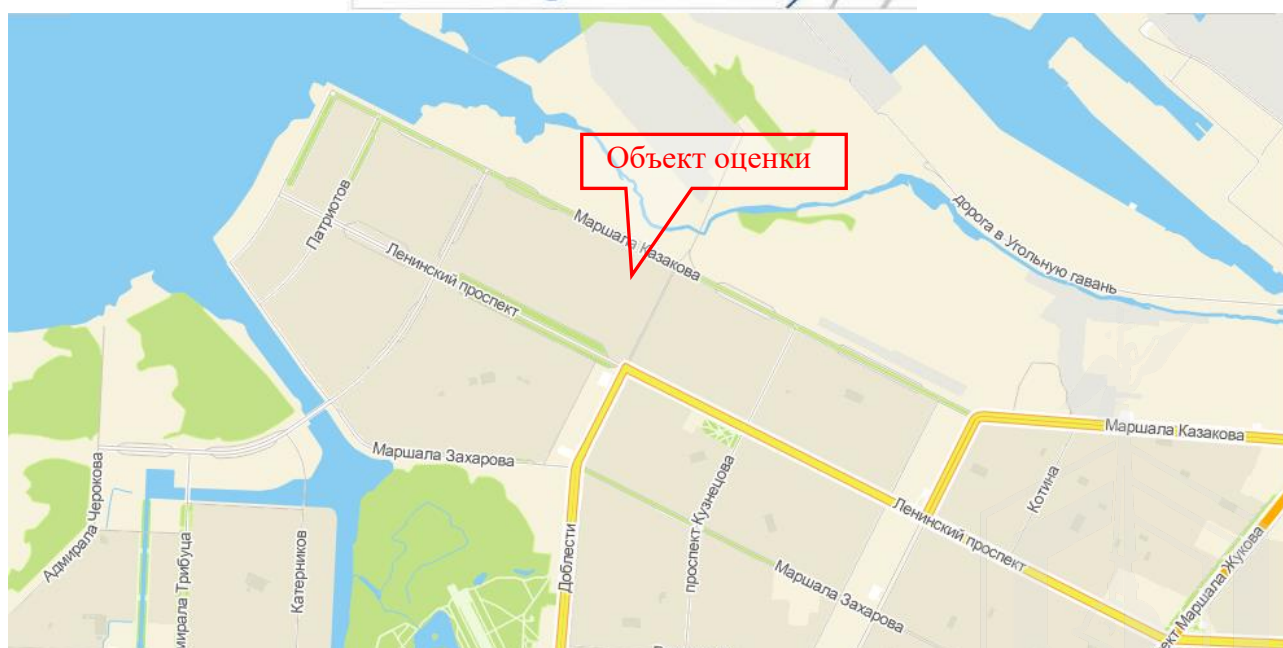 Объект оценки
Патриотов
Маршала Казакова
дорога в Угольную гавань
Ленинский проспект
Маршала Казакова
Маршала Захарова
Котина
Адмирала Черокова
проспект Кузнецова
Ленинский проспект
мирала Трибуца
Катерников
Доблести
Маршала Захарова
ект Маршала Жукова